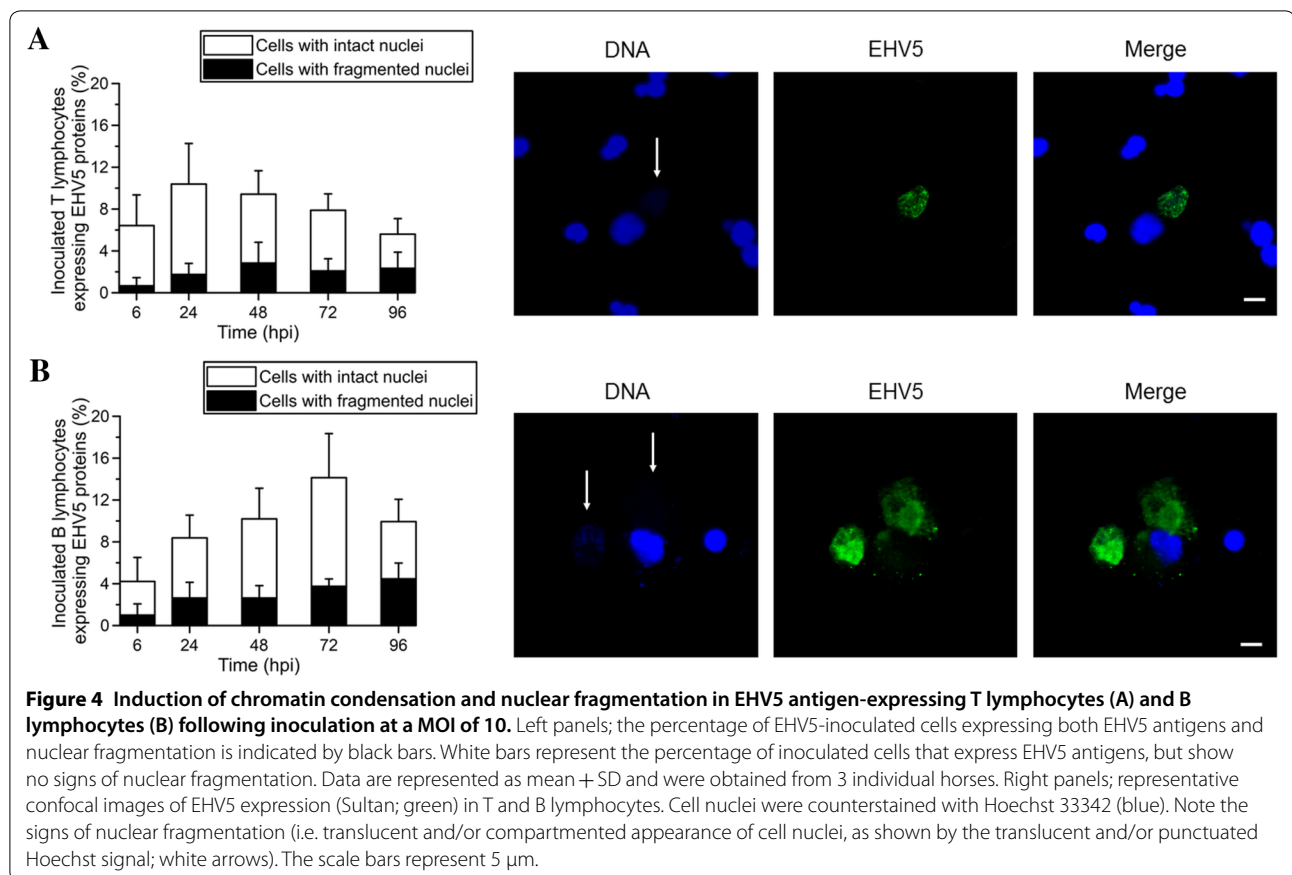 A
Cells with intact nuclei
Cells with fragmented nuclei
Inoculated T lymphocytes
expressing EHV5 proteins (%)
20
16
12
8
4
0
6 24 48 72 96
Time (hpi)
DNA EHV5 Merge
B
Cells with intact nuclei
Cells with fragmented nuclei
Inoculated B lymphocytes
expressing EHV5 proteins (%)
20
16
12
8
4
0
6 24 48 72 96
Time (hpi)
DNA EHV5 Merge
Figure 4 Induction of chromatin condensation and nuclear fragmentation in EHV5 antigen-expressing T lymphocytes (A) and B
lymphocytes (B) following inoculation at a MOI of 10. Left panels; the percentage of EHV5-inoculated cells expressing both EHV5 antigens and
nuclear fragmentation is indicated by black bars. White bars represent the percentage of inoculated cells that express EHV5 antigens, but show
no signs of nuclear fragmentation. Data are represented as mean + SD and were obtained from 3 individual horses. Right panels; representative
confocal images of EHV5 expression (Sultan; green) in T and B lymphocytes. Cell nuclei were counterstained with Hoechst 33342 (blue). Note the
signs of nuclear fragmentation (i.e. translucent and/or compartmented appearance of cell nuclei, as shown by the translucent and/or punctuated
Hoechst signal; white arrows). The scale bars represent 5 µm.